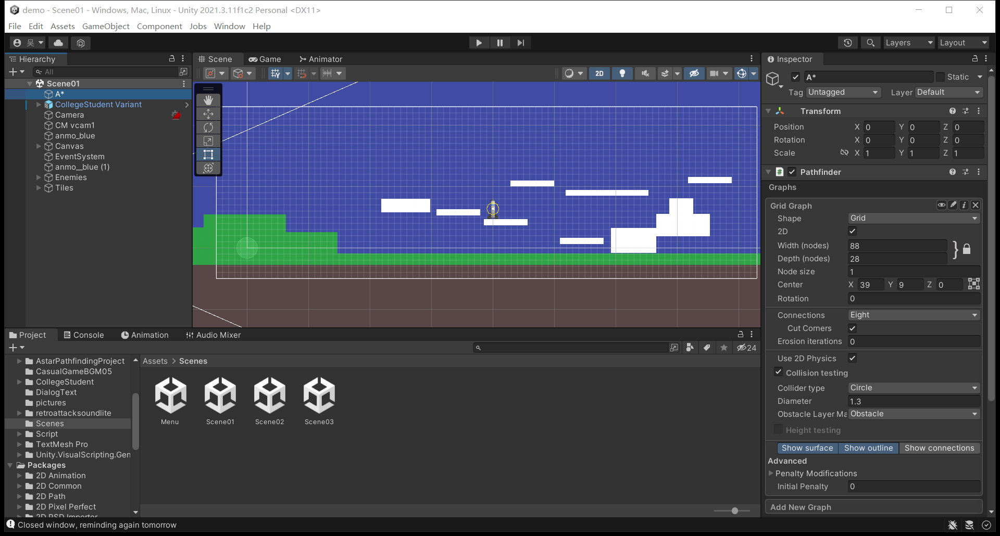 demo - Scene01 - Windows, Mac, Linux - Unity 2021.3.11f1c2 Personal <DX11>
File Edit Assets GameObject Component Jobs Window Help
吴 Layers Layout
Hierarchy
All
Scene01
A*
CollegeStudent Variant
Camera
CM vcam1
anmo_blue
Canvas
EventSystem
anmo__blue (1)
Enemies
Tiles
Scene Game Animator
2D
Inspector
A* Static
Tag Untagged Layer Default
Transform
Position X 0 Y 0 Z 0
Rotation X 0 Y 0 Z 0
Scale X 1 Y 1 Z 1
Pathfinder
Graphs
Grid Graph
Shape Grid
2D
Width (nodes) 88
Depth (nodes) 28
Node size 1
Center X 39 Y 9 Z 0
Rotation 0
Connections Eight
Cut Corners
Erosion iterations 0
Use 2D Physics
Collision testing
Collider type Circle
Diameter 1.3
Obstacle Layer Ma Obstacle
Height testing
Show surface Show outline Show connections
Advanced
Penalty Modifications
Initial Penalty 0
Add New Graph
Project Console Animation Audio Mixer
24
AstarPathfindingProject
CasualGameBGM05
CollegeStudent
DialogText
pictures
retroattacksoundlite
Scenes
Script
TextMesh Pro
Unity.VisualScripting.Gen
Packages
2D Animation
2D Common
2D Path
2D Pixel Perfect
2D PSD Importer
Assets > Scenes
Menu Scene01 Scene02 Scene03
Closed window, reminding again tomorrow